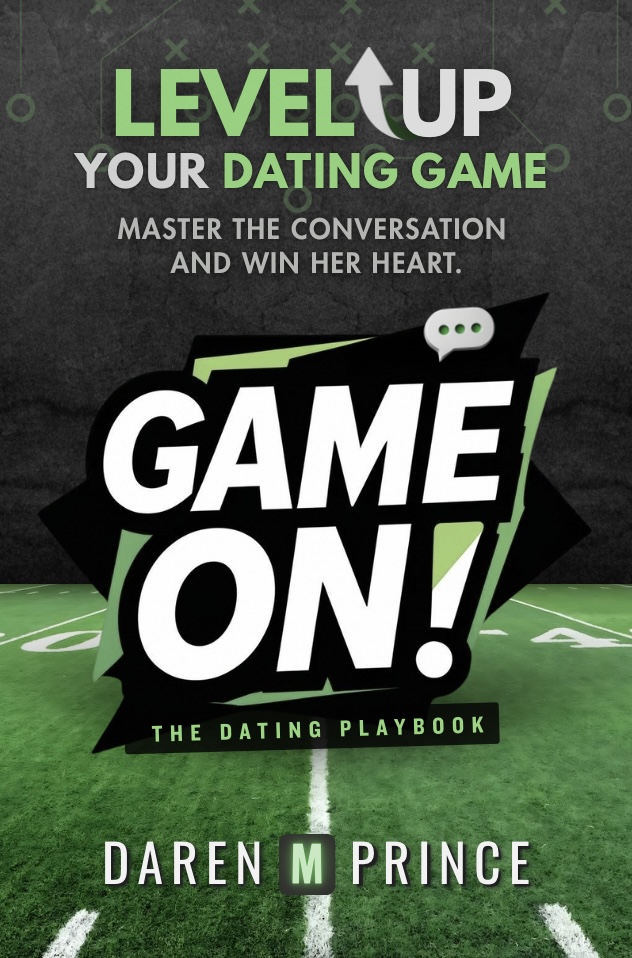 LEVEL UP
YOUR DATING GAME
MASTER THE CONVERSATION
AND WIN HER HEART.
GAME
ON!
THE DATING PLAYBOOK
DAREN M PRINCE